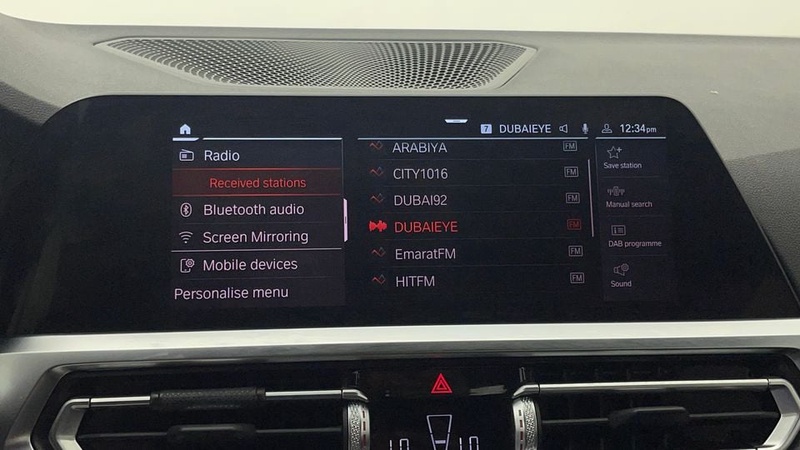 7 DUBAIEYE 12:34pm
Radio
Received stations
Bluetooth audio
Screen Mirroring
Mobile devices
Personalise menu
ARABIYA FM
CITY1016 FM
DUBAI92 FM
DUBAIEYE FM
EmaratFM FM
HITFM FM
Save station
Manual search
DAB programme
Sound